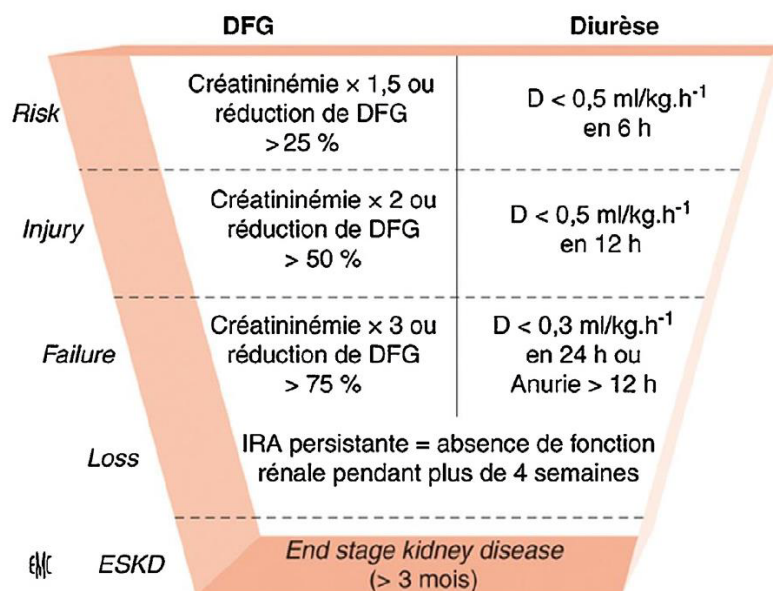 DFG Diurèse
Risk
Créatininémie × 1,5 ou
réduction de DFG
> 25 %
D < 0,5 ml/kg.h⁻¹
en 6 h
Injury
Créatininémie × 2 ou
réduction de DFG
> 50 %
D < 0,5 ml/kg.h⁻¹
en 12 h
Failure
Créatininémie × 3 ou
réduction de DFG
> 75 %
D < 0,3 ml/kg.h⁻¹
en 24 h ou
Anurie > 12 h
Loss
IRA persistante = absence de fonction
rénale pendant plus de 4 semaines
EMC
ESKD
End stage kidney disease
(> 3 mois)